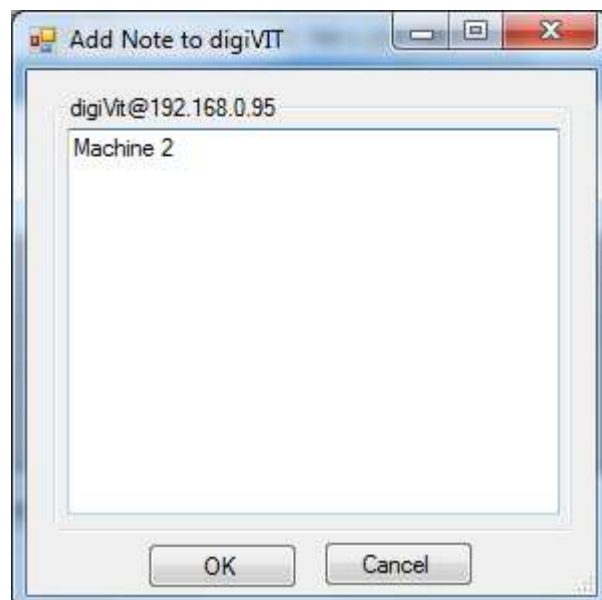 Add Note to digiVIT
digiVit@192.168.0.95
Machine 2
OK
Cancel